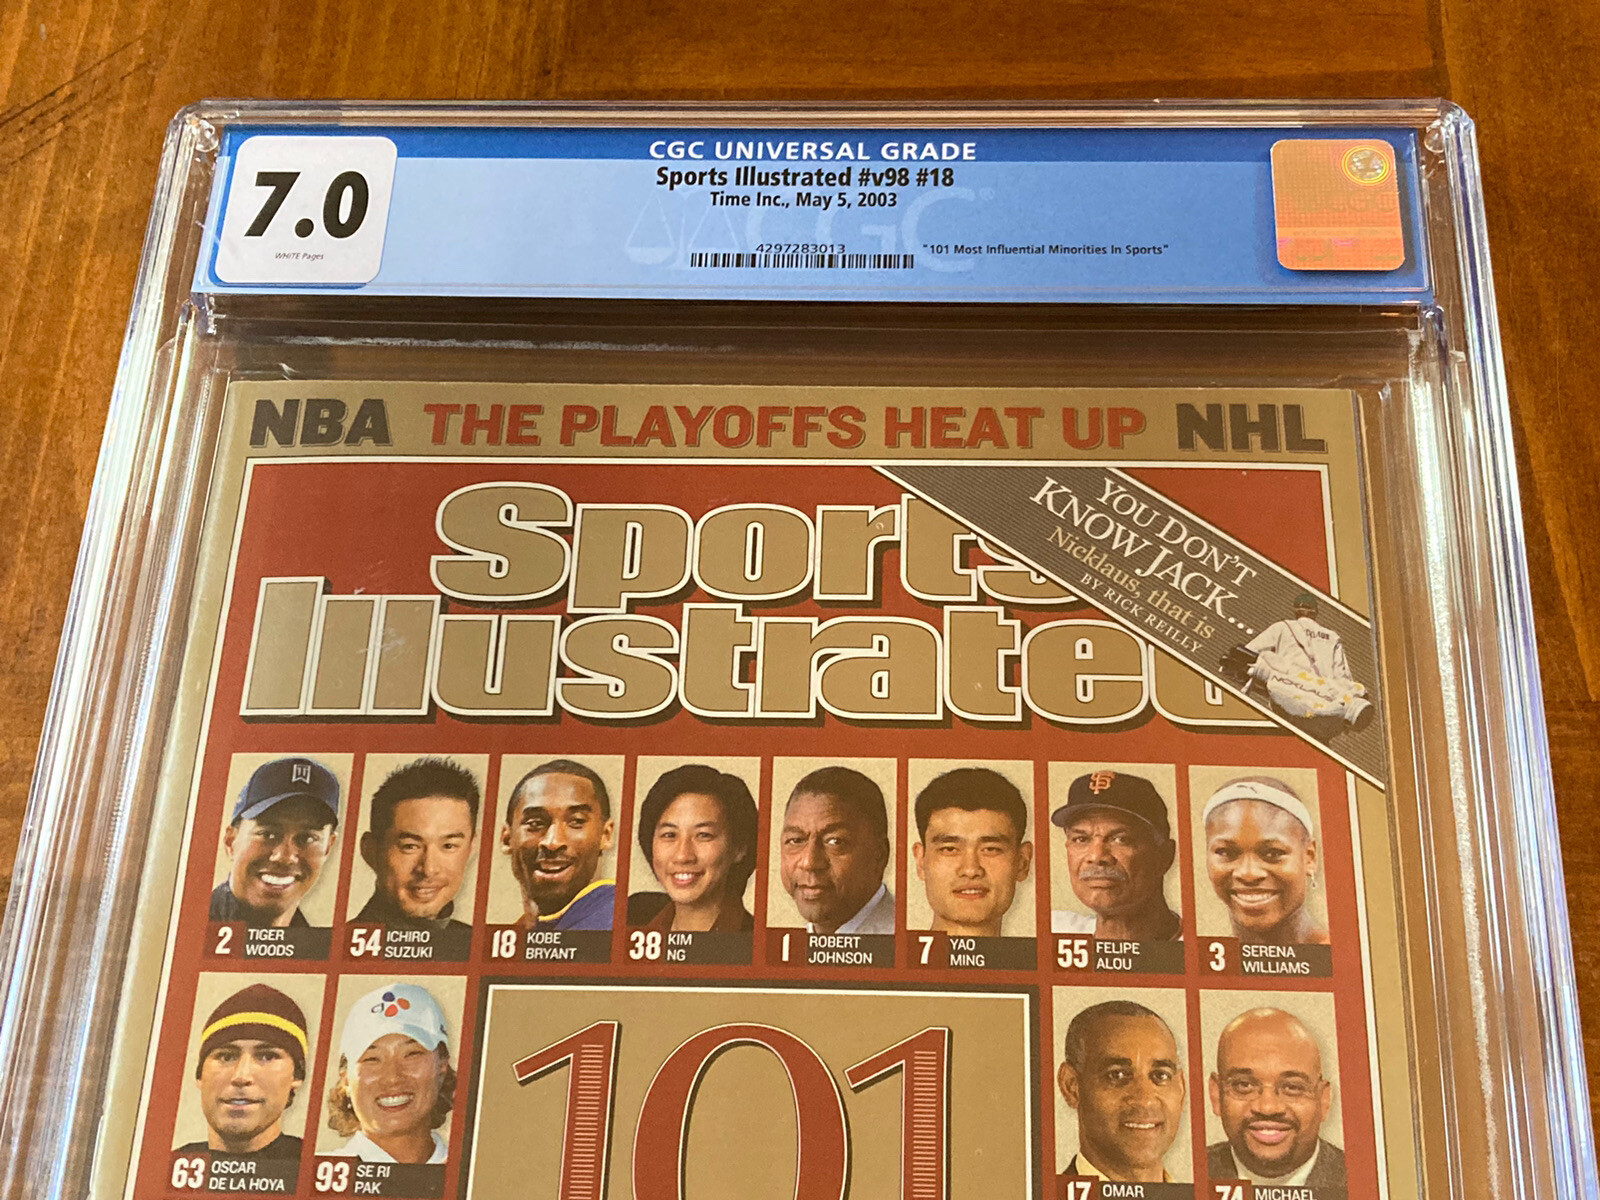 CGC UNIVERSAL GRADE
7.0
WHITE Pages
Sports Illustrated #v98 #18
Time Inc., May 5, 2003
4297283013
"101 Most Influential Minorities In Sports"
NBA THE PLAYOFFS HEAT UP NHL
Sports
Illustrated
YOU DON'T
KNOW JACK...
Nicklaus, that is
BY RICK REILLY
NICKLAUS
2 TIGER
WOODS
54 ICHIRO
SUZUKI
18 KOBE
BRYANT
38 KIM
NG
1 ROBERT
JOHNSON
7 YAO
MING
55 FELIPE
ALOU
3 SERENA
WILLIAMS
63 OSCAR
DE LA HOYA
93 SE RI
PAK
101
17 OMAR
74 MICHAEL